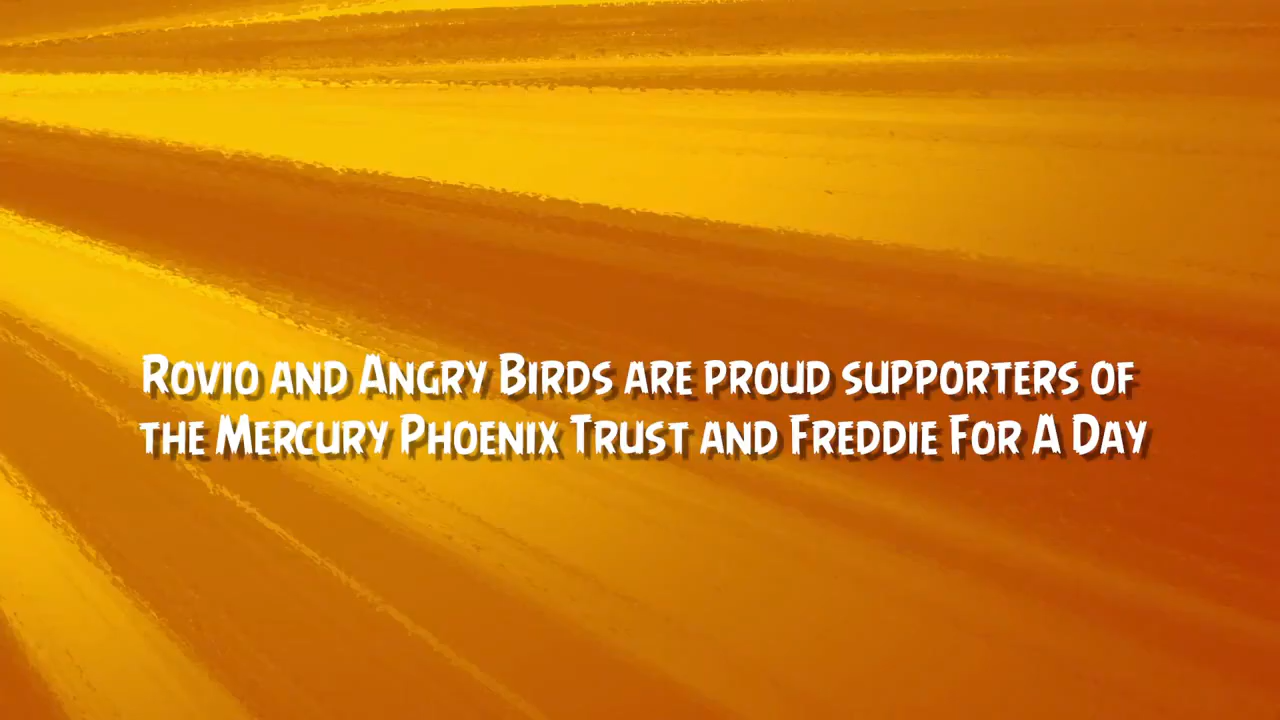 Rovio and Angry Birds are proud supporters of
the Mercury Phoenix Trust and Freddie For A Day